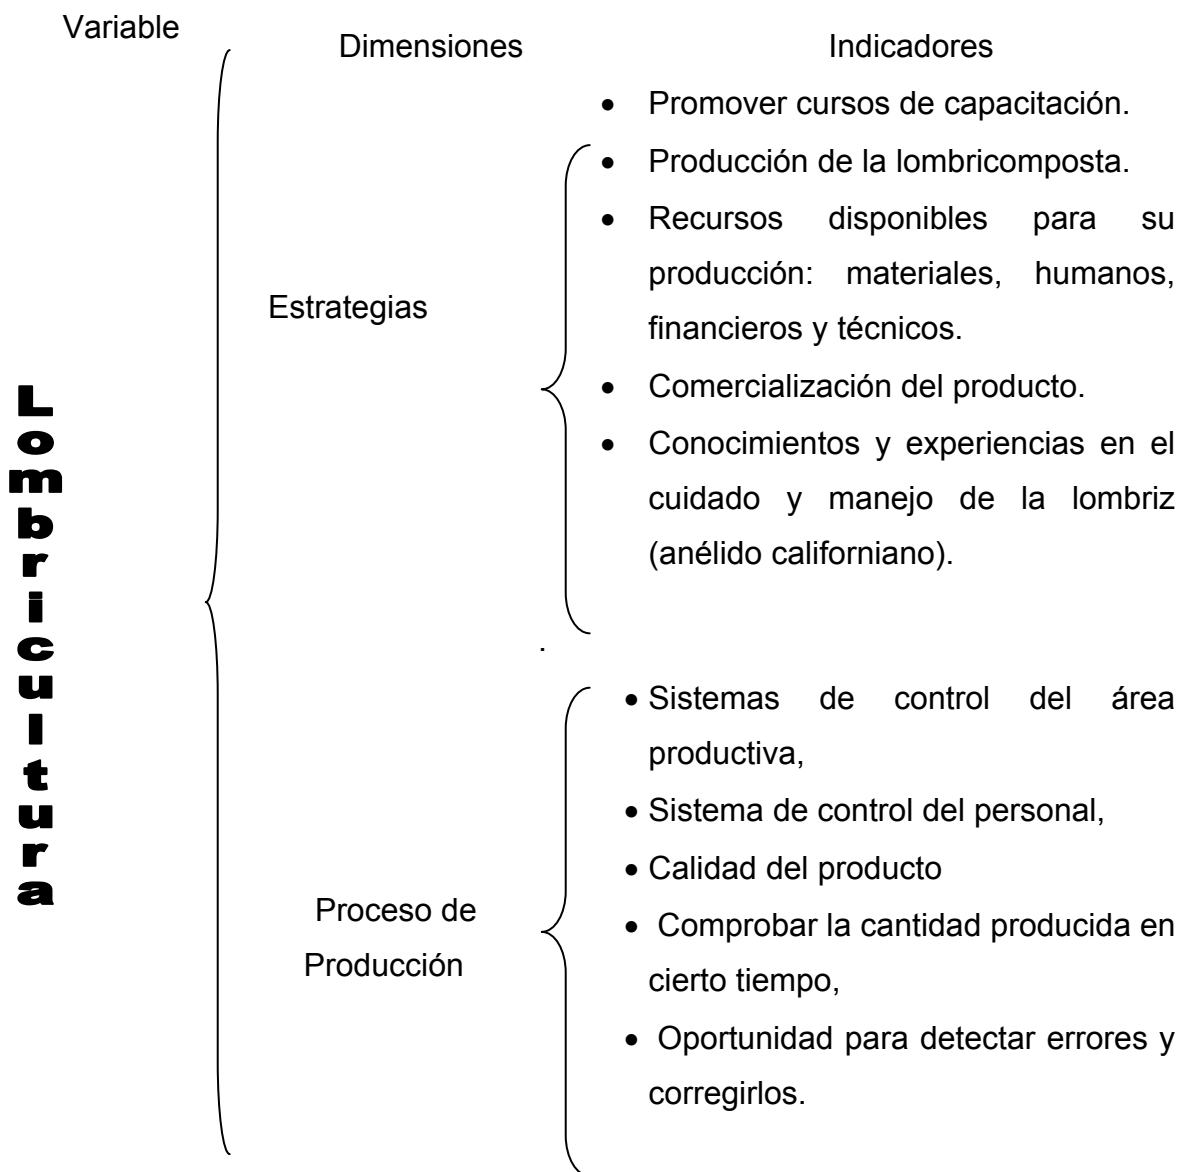 Variable
Dimensiones
Indicadores
• Promover cursos de capacitación.
• Producción de la lombricomposta.
• Recursos disponibles para su
producción: materiales, humanos,
financieros y técnicos.
Estrategias
• Comercialización del producto.
• Conocimientos y experiencias en el
cuidado y manejo de la lombriz
(anélido californiano).
.
Lombricultura
• Sistemas de control del área
productiva,
• Sistema de control del personal,
• Calidad del producto
Proceso de
Producción
• Comprobar la cantidad producida en
cierto tiempo,
• Oportunidad para detectar errores y
corregirlos.